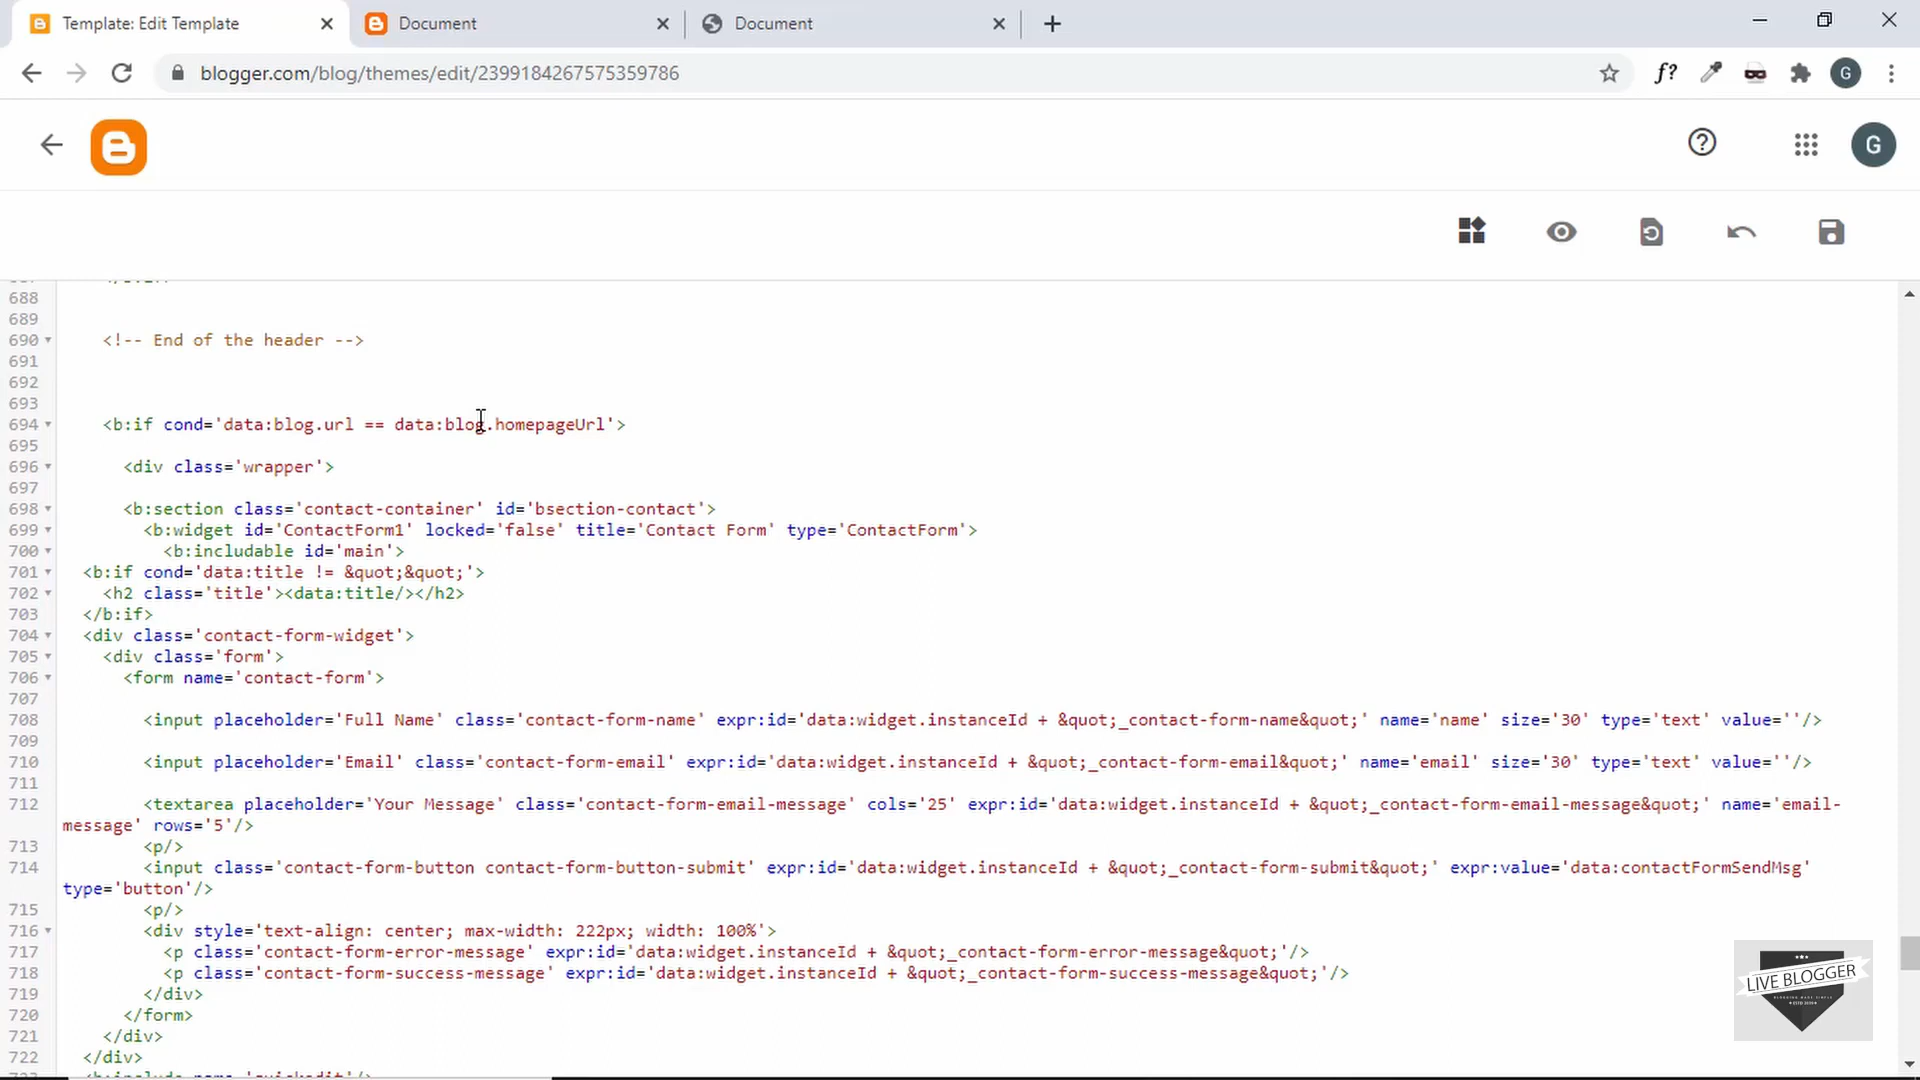 Template: Edit Template
Document
Document
blogger.com/blog/themes/edit/2399184267575359786
f?
G
G
688
689
690 <!-- End of the header -->
691
692
693
694 <b:if cond='data:blog.url == data:blog.homepageUrl'>
695
696 <div class='wrapper'>
697
698 <b:section class='contact-container' id='bsection-contact'>
699 <b:widget id='ContactForm1' locked='false' title='Contact Form' type='ContactForm'>
700 <b:includable id='main'>
701 <b:if cond='data:title != &quot;&quot;'>
702 <h2 class='title'><data:title/></h2>
703 </b:if>
704 <div class='contact-form-widget'>
705 <div class='form'>
706 <form name='contact-form'>
707
708 <input placeholder='Full Name' class='contact-form-name' expr:id='data:widget.instanceId + &quot;_contact-form-name&quot;' name='name' size='30' type='text' value=''/>
709
710 <input placeholder='Email' class='contact-form-email' expr:id='data:widget.instanceId + &quot;_contact-form-email&quot;' name='email' size='30' type='text' value=''/>
711
712 <textarea placeholder='Your Message' class='contact-form-email-message' cols='25' expr:id='data:widget.instanceId + &quot;_contact-form-email-message&quot;' name='email-
message' rows='5'/>
713 <p/>
714 <input class='contact-form-button contact-form-button-submit' expr:id='data:widget.instanceId + &quot;_contact-form-submit&quot;' expr:value='data:contactFormSendMsg'
type='button'/>
715 <p/>
716 <div style='text-align: center; max-width: 222px; width: 100%'>
717 <p class='contact-form-error-message' expr:id='data:widget.instanceId + &quot;_contact-form-error-message&quot;'/>
718 <p class='contact-form-success-message' expr:id='data:widget.instanceId + &quot;_contact-form-success-message&quot;'/>
719 </div>
720 </form>
721 </div>
722 </div>
LIVE BLOGGER